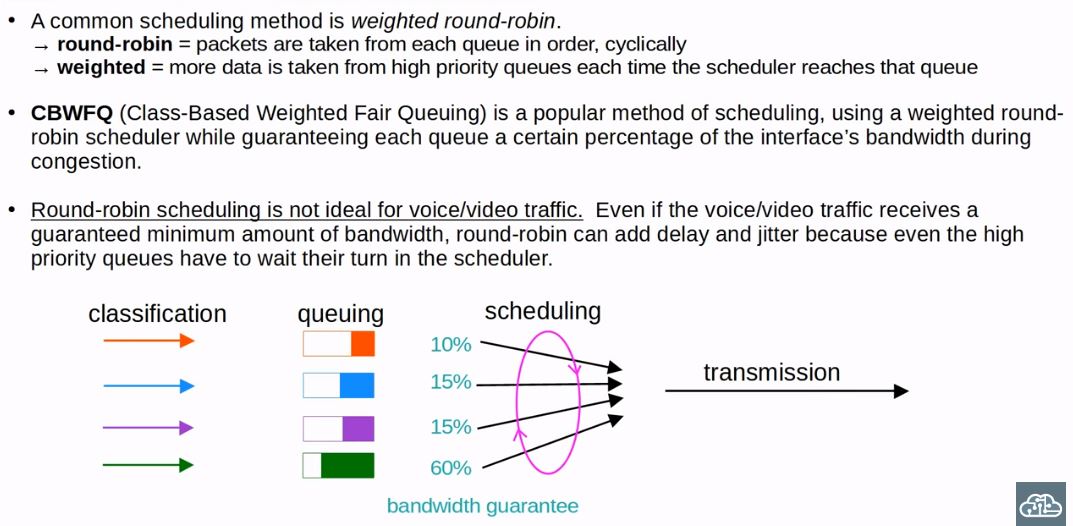 • A common scheduling method is weighted round-robin.
→ round-robin = packets are taken from each queue in order, cyclically
→ weighted = more data is taken from high priority queues each time the scheduler reaches that queue
• CBWFQ (Class-Based Weighted Fair Queuing) is a popular method of scheduling, using a weighted round-
robin scheduler while guaranteeing each queue a certain percentage of the interface's bandwidth during
congestion.
• Round-robin scheduling is not ideal for voice/video traffic. Even if the voice/video traffic receives a
guaranteed minimum amount of bandwidth, round-robin can add delay and jitter because even the high
priority queues have to wait their turn in the scheduler.
classification queuing scheduling
10%
15%
transmission
15%
60%
bandwidth guarantee